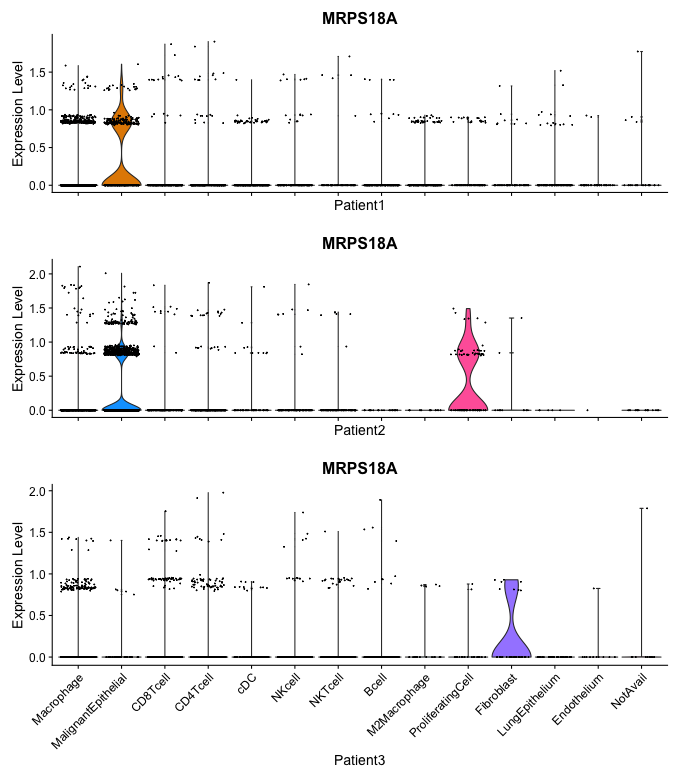 MRPS18A
Expression Level
1.5
1.0
0.5
0.0
Patient1
MRPS18A
Expression Level
2.0
1.5
1.0
0.5
0.0
Patient2
MRPS18A
Expression Level
2.0
1.5
1.0
0.5
0.0
Macrophage
MalignantEpithelial
CD8Tcell
CD4Tcell
cDC
NKcell
NKTcell
Bcell
M2Macrophage
ProliferatingCell
Fibroblast
LungEpithelium
Endothelium
NotAvail
Patient3